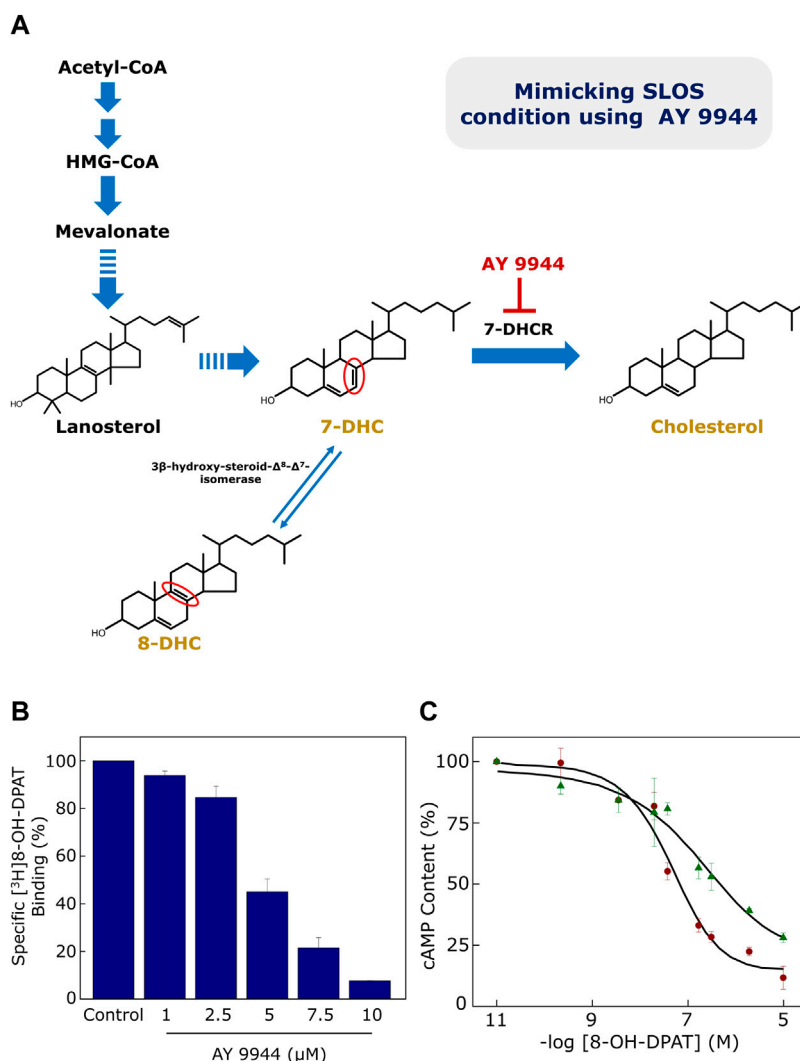 A
Acetyl-CoA
Mimicking SLOS
condition using AY 9944
HMG-CoA
Mevalonate
AY 9944
7-DHCR
HO
Lanosterol
HO
7-DHC
HO
Cholesterol
3β-hydroxy-steroid-Δ⁸-Δ⁷-
isomerase
HO
8-DHC
B
Specific [³H]8-OH-DPAT
Binding (%)
100
80
60
40
20
0
Control 1 2.5 5 7.5 10
AY 9944 (μM)
C
cAMP Content (%)
100
75
50
25
0
11 9 7 5
-log [8-OH-DPAT] (M)